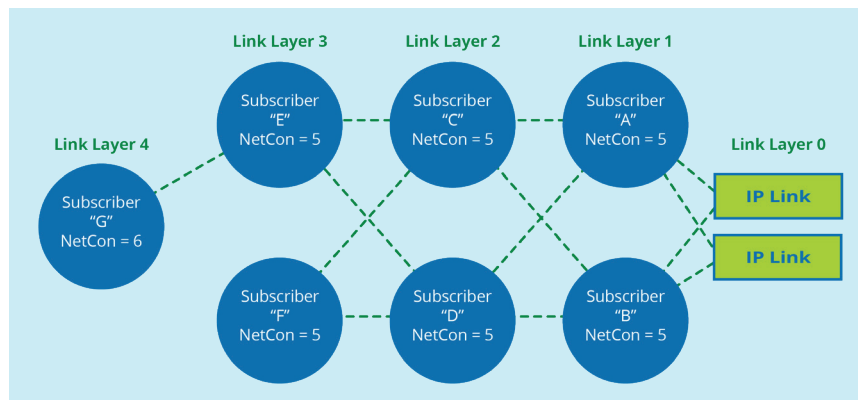 Link Layer 3
Link Layer 2
Link Layer 1
Subscriber
“E”
NetCon = 5
Subscriber
“C”
NetCon = 5
Subscriber
“A”
NetCon = 5
Link Layer 4
Link Layer 0
Subscriber
“G”
NetCon = 6
IP Link
IP Link
Subscriber
“F”
NetCon = 5
Subscriber
“D”
NetCon = 5
Subscriber
“B”
NetCon = 5